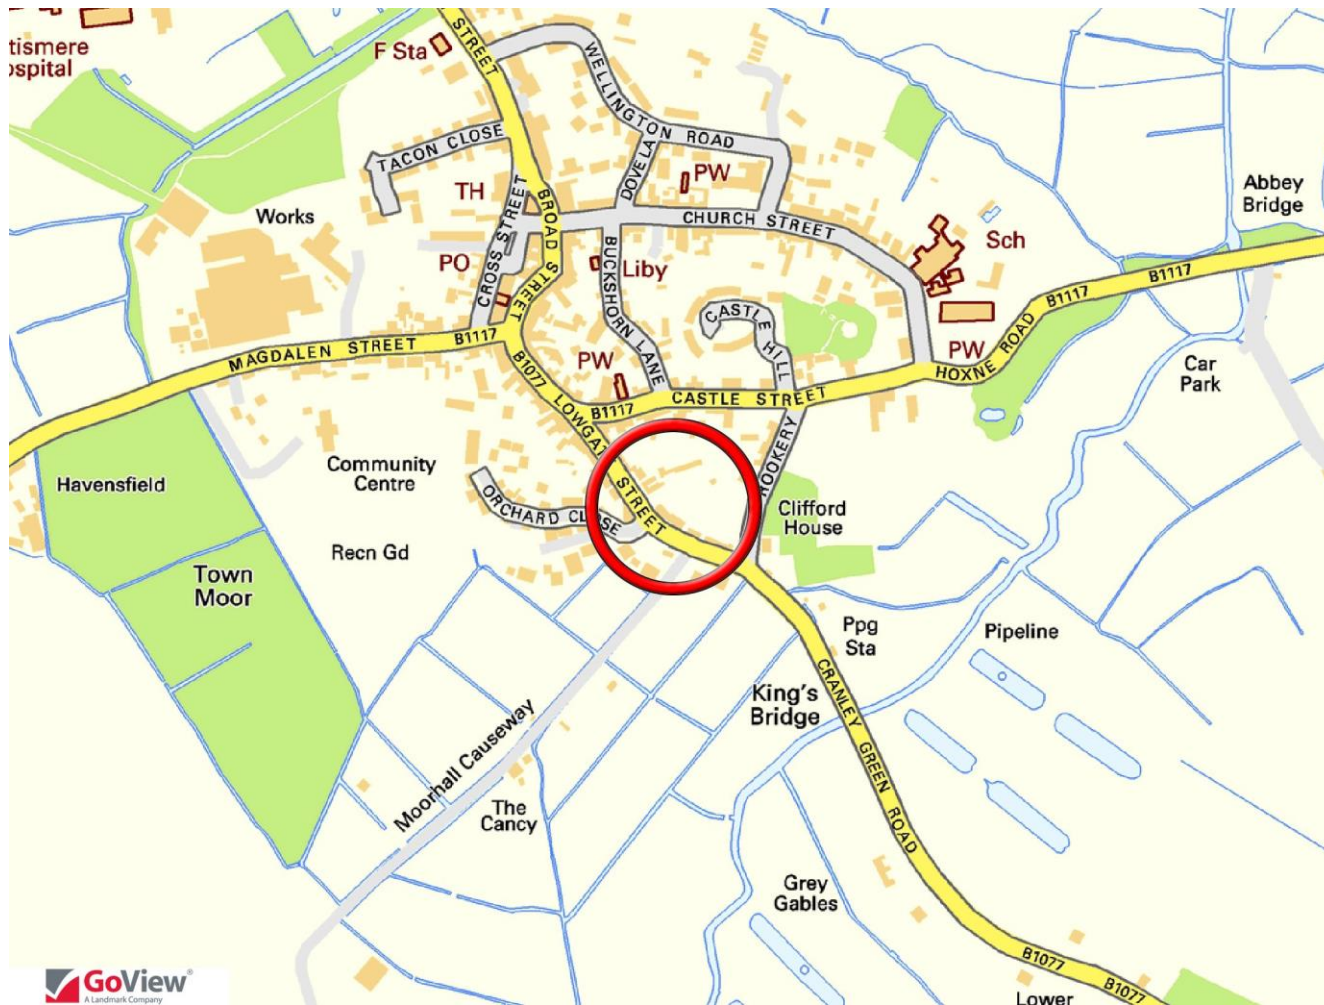 tismere
ospital
F Sta
STREET
WELLINGTON ROAD
TACON CLOSE
DOVELA
PW
TH
CROSS STREET
BROAD STREET
CHURCH STREET
Works
Abbey
Bridge
Sch
PO
BUCKSHORN LANE
Liby
CASTLE HILL
B1117
B1117
HOXNE ROAD
MAGDALEN STREET
B1117
B1077
LOWGAT
STREET
PW
B1117
CASTLE STREET
PW
Car
Park
ROOKERY
Community
Centre
Havensfield
ORCHARD CLOSE
Clifford
House
Recn Gd
Town
Moor
Ppg
Sta
Pipeline
King's
Bridge
CRANLEY GREEN ROAD
Moorhall Causeway
The
Cancy
Grey
Gables
B1077
B1077
Lower
GoView®
A Landmark Company